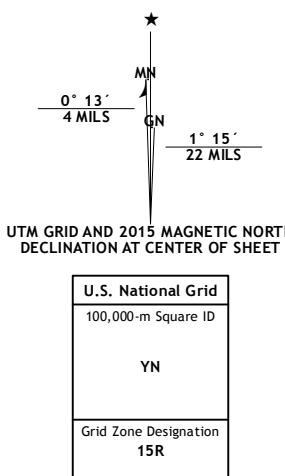 ★
MN
0° 13´
4 MILS
GN
1° 15´
22 MILS
UTM GRID AND 2015 MAGNETIC NORTH
DECLINATION AT CENTER OF SHEET
U.S. National Grid
100,000-m Square ID
YN
Grid Zone Designation
15R